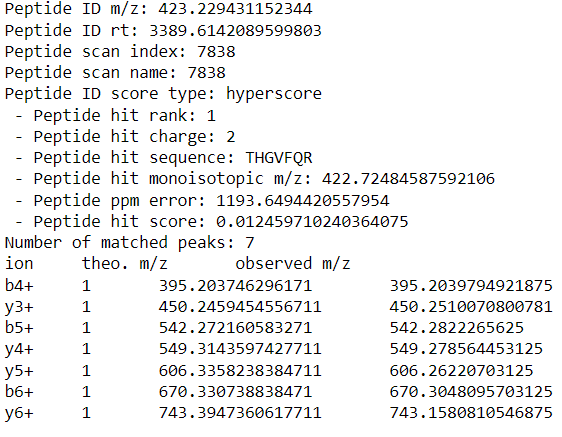 Peptide ID m/z: 423.229431152344
Peptide ID rt: 3389.6142089599803
Peptide scan index: 7838
Peptide scan name: 7838
Peptide ID score type: hyperscore
 - Peptide hit rank: 1
 - Peptide hit charge: 2
 - Peptide hit sequence: THGVFQR
 - Peptide hit monoisotopic m/z: 422.72484587592106
 - Peptide ppm error: 1193.6494420557954
 - Peptide hit score: 0.012459710240364075
Number of matched peaks: 7
ion	theo. m/z	observed m/z
b4+	1	395.203746296171	395.2039794921875
y3+	1	450.2459454556711	450.2510070800781
b5+	1	542.272160583271	542.2822265625
y4+	1	549.3143597427711	549.278564453125
y5+	1	606.3358238384711	606.26220703125
b6+	1	670.330738838471	670.3048095703125
y6+	1	743.3947360617711	743.1580810546875